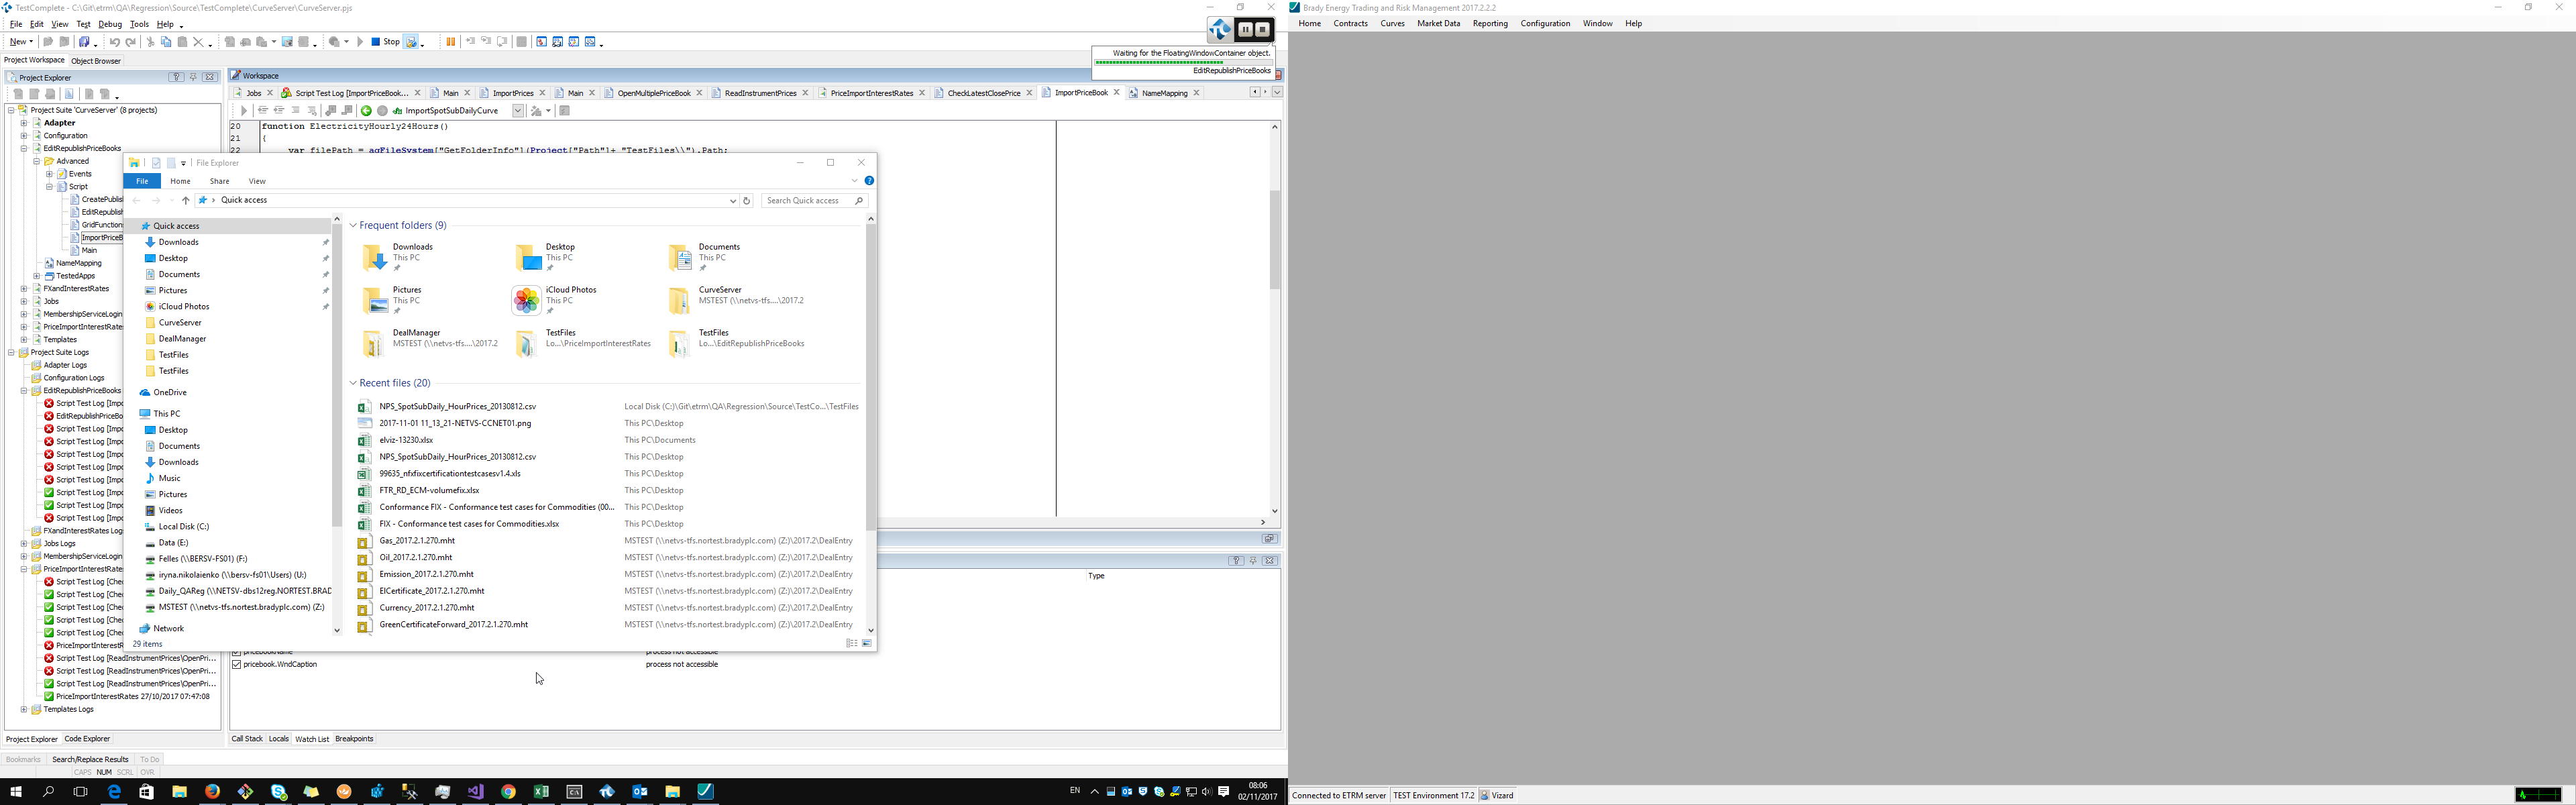 TestComplete - C:\Git\etrm\QA\Regression\Source\TestComplete\CurveServer\CurveServer.pjs
File Edit View Test Debug Tools Help
New
Stop
Waiting for the FloatingWindowContainer object.
EditRepublishPriceBooks
Project Workspace Object Browser
Project Explorer
Project Suite 'CurveServer' (8 projects)
Adapter
Configuration
EditRepublishPriceBooks
Advanced
Events
Script
CreatePublis
EditRepublish
GridFunction
ImportPriceB
Main
NameMapping
TestedApps
FXandInterestRates
Jobs
MembershipServiceLogin
PriceImportInterestRate
Templates
Project Suite Logs
Adapter Logs
Configuration Logs
EditRepublishPriceBooks
Script Test Log [Impo
EditRepublishPriceBo
Script Test Log [Impo
Script Test Log [Impo
Script Test Log [Impo
Script Test Log [Impo
Script Test Log [Impo
Script Test Log [Impo
Script Test Log [Impo
Script Test Log [Impo
FXandInterestRates Log
Jobs Logs
MembershipServiceLogin
PriceImportInterestRate
Script Test Log [Chec
Script Test Log [Chec
Script Test Log [Chec
Script Test Log [Chec
Script Test Log [Chec
PriceImportInterestR
Script Test Log [ReadInstrumentPrices\OpenPri...
Script Test Log [ReadInstrumentPrices\OpenPri...
Script Test Log [ReadInstrumentPrices\OpenPri...
PriceImportInterestRates 27/10/2017 07:47:08
Templates Logs
Project Explorer Code Explorer
Workspace
Jobs Script Test Log [ImportPriceBook... Main ImportPrices Main OpenMultiplePriceBook ReadInstrumentPrices PriceImportInterestRates CheckLatestClosePrice ImportPriceBook NameMapping
ImportSpotSubDailyCurve
20 function ElectricityHourly24Hours()
21 {
22 var filePath = aqFileSystem["GetFolderInfo"](Project["Path"]+ "TestFiles\\").Path;
File Explorer
File Home Share View
Quick access
Search Quick access
Quick access
Downloads
Desktop
Documents
Pictures
iCloud Photos
CurveServer
DealManager
TestFiles
TestFiles
OneDrive
This PC
Desktop
Documents
Downloads
Music
Pictures
Videos
Local Disk (C:)
Data (E:)
Felles (\\BERSV-FS01) (F:)
iryna.nikolaienko (\\bersv-fs01\Users) (U:)
Daily_QAReg (\\NETSV-dbs12reg.NORTEST.BRAD
MSTEST (\\netvs-tfs.nortest.bradyplc.com) (Z:)
Network
29 items
Frequent folders (9)
Downloads
This PC
Desktop
This PC
Documents
This PC
Pictures
This PC
iCloud Photos
This PC
CurveServer
MSTEST (\\netvs-tfs....\2017.2
DealManager
MSTEST (\\netvs-tfs....\2017.2
TestFiles
Lo...\PriceImportInterestRates
TestFiles
Lo...\EditRepublishPriceBooks
Recent files (20)
NPS_SpotSubDaily_HourPrices_20130812.csv Local Disk (C:)\Git\etrm\QA\Regression\Source\TestCo...\TestFiles
2017-11-01 11_13_21-NETVS-CCNET01.png This PC\Desktop
elviz-13230.xlsx This PC\Documents
NPS_SpotSubDaily_HourPrices_20130812.csv This PC\Desktop
99635_nfxfixcertificationtestcasesv1.4.xls This PC\Desktop
FTR_RD_ECM-volumefix.xlsx This PC\Desktop
Conformance FIX - Conformance test cases for Commodities (00... This PC\Desktop
FIX - Conformance test cases for Commodities.xlsx This PC\Desktop
Gas_2017.2.1.270.mht MSTEST (\\netvs-tfs.nortest.bradyplc.com) (Z:)\2017.2\DealEntry
Oil_2017.2.1.270.mht MSTEST (\\netvs-tfs.nortest.bradyplc.com) (Z:)\2017.2\DealEntry
Emission_2017.2.1.270.mht MSTEST (\\netvs-tfs.nortest.bradyplc.com) (Z:)\2017.2\DealEntry
ElCertificate_2017.2.1.270.mht MSTEST (\\netvs-tfs.nortest.bradyplc.com) (Z:)\2017.2\DealEntry
Currency_2017.2.1.270.mht MSTEST (\\netvs-tfs.nortest.bradyplc.com) (Z:)\2017.2\DealEntry
GreenCertificateForward_2017.2.1.270.mht MSTEST (\\netvs-tfs.nortest.bradyplc.com) (Z:)\2017.2\DealEntry
Type
pricebookName process not accessible
pricebook.WndCaption process not accessible
Call Stack Locals Watch List Breakpoints
Bookmarks Search/Replace Results To Do
CAPS NUM SCRL OVR
EN
08:06
02/11/2017
Brady Energy Trading and Risk Management 2017.2.2.2
Home Contracts Curves Market Data Reporting Configuration Window Help
Connected to ETRM server TEST Environment 17.2 Vizard